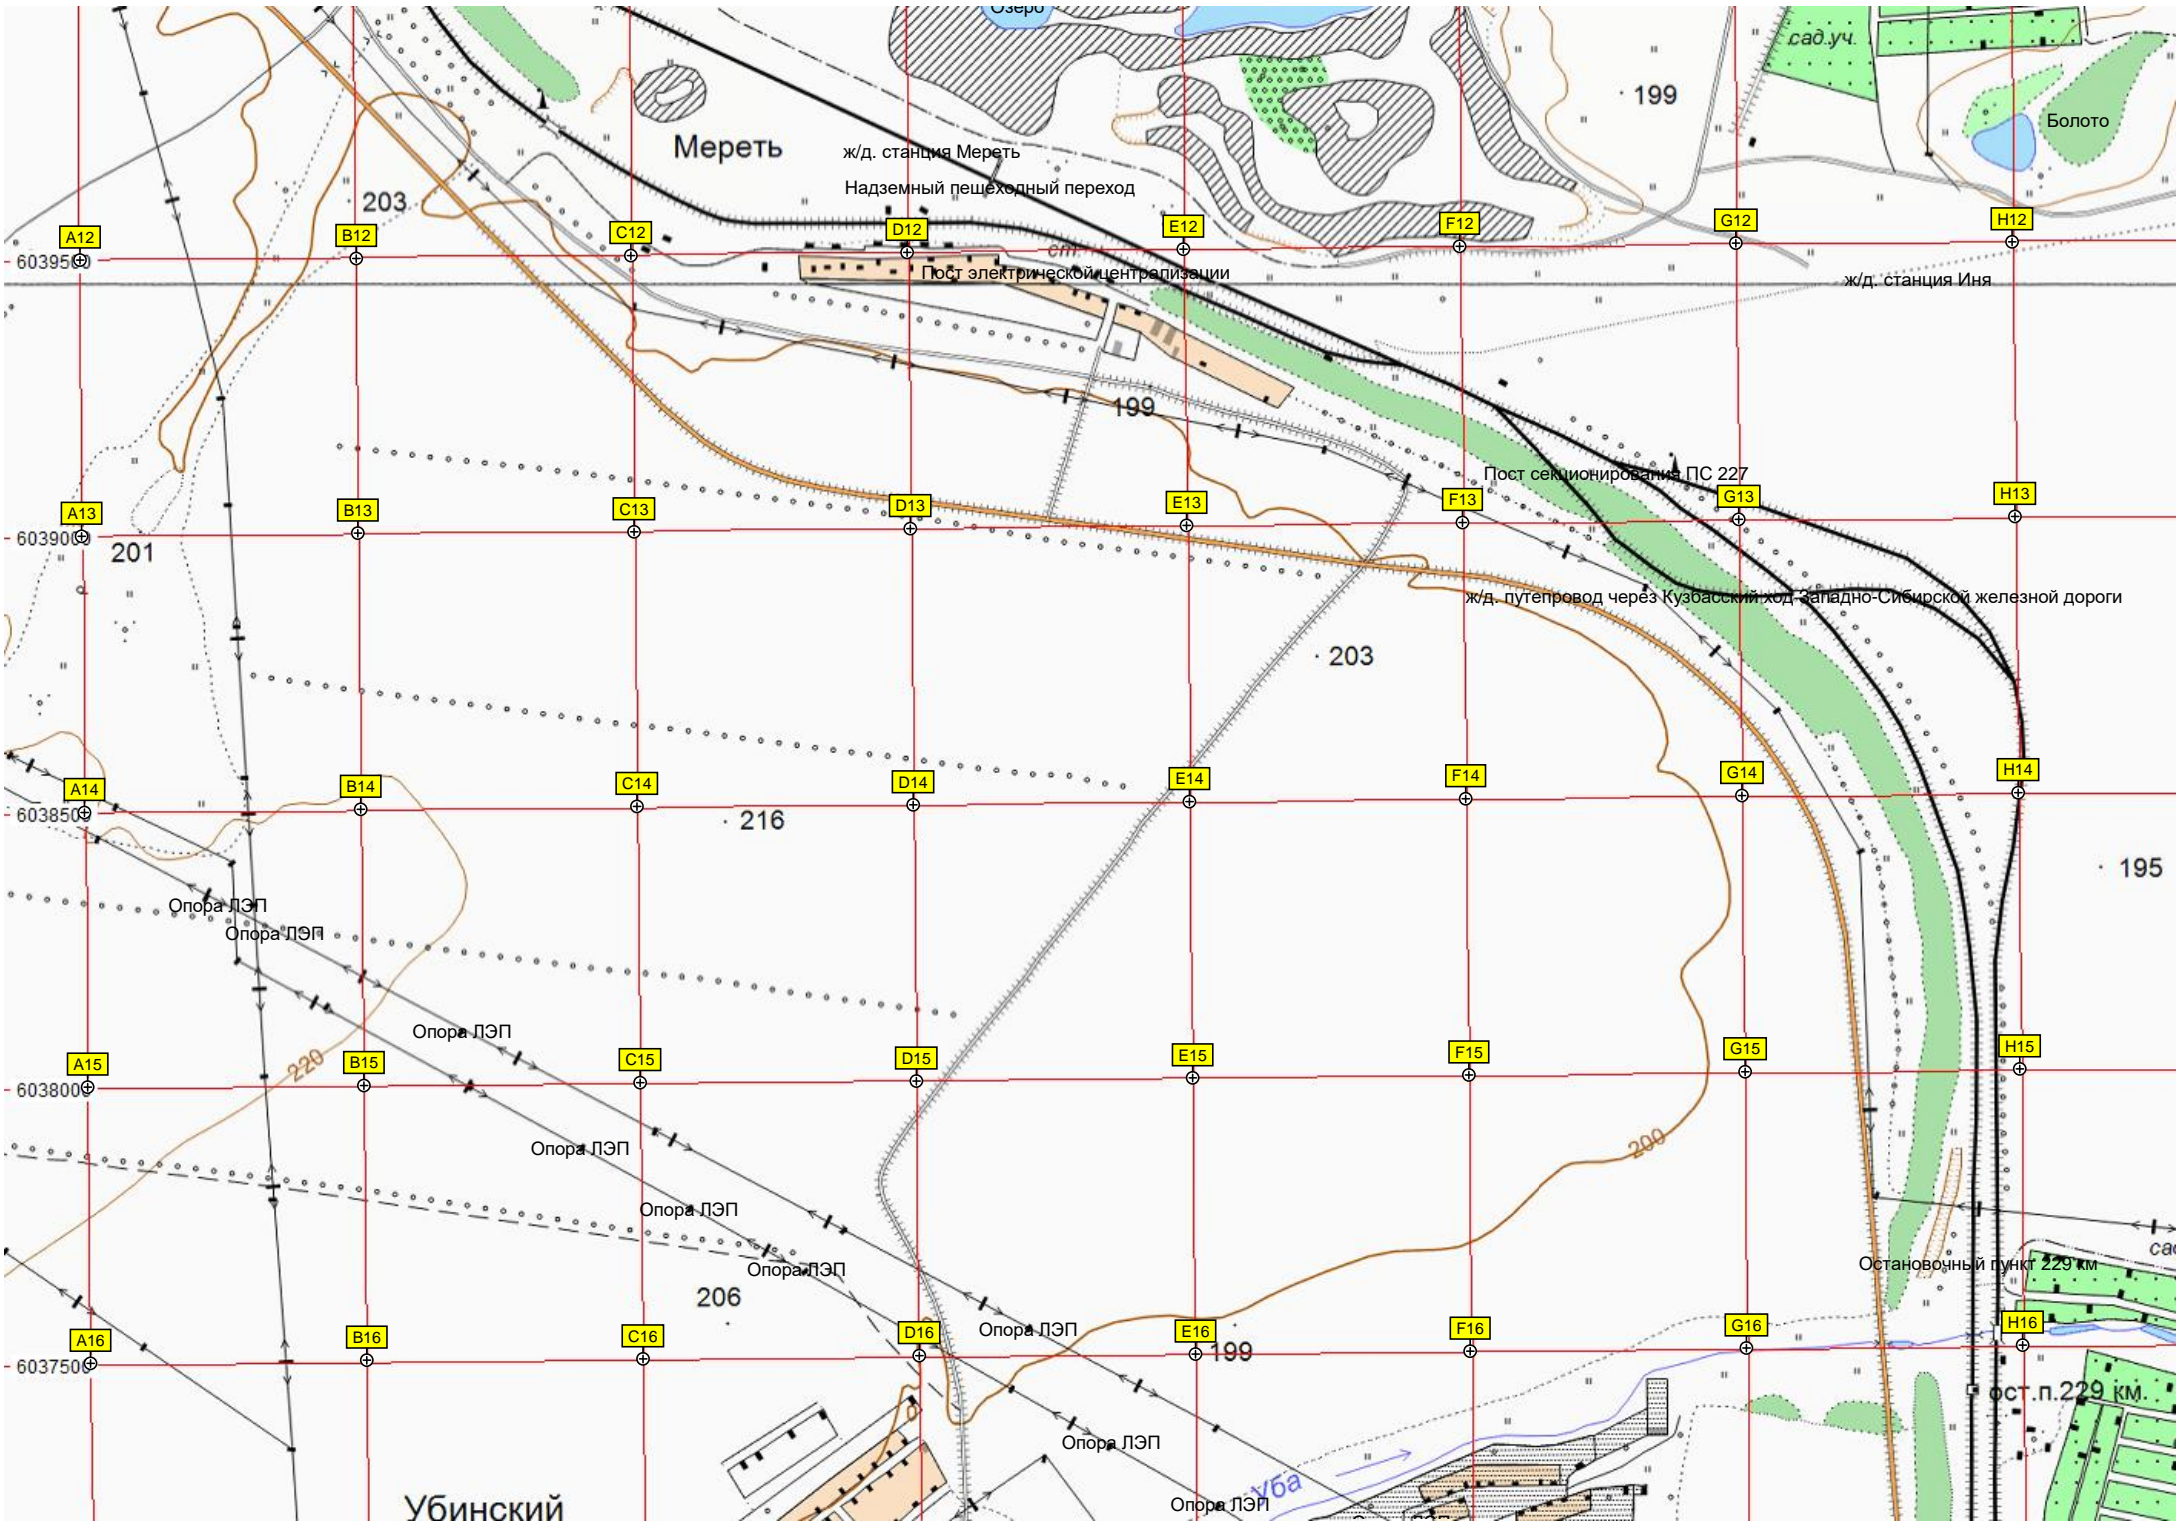 Озеро
сад.уч.
199
Болото
Мереть
ж/д. станция Мереть
Надземный пешеходный переход
203
A12
B12
C12
D12
E12
F12
G12
H12
6039500
Пост электрической централизации
ж/д. станция Иня
199
Пост секционирования ПС 227
A13
B13
C13
D13
E13
F13
G13
H13
6039000
201
ж/д. путепровод через Кузбасский ход Западно-Сибирской железной дороги
203
A14
B14
C14
D14
E14
F14
G14
H14
6038500
216
195
Опора ЛЭП
Опора ЛЭП
Опора ЛЭП
220
A15
B15
C15
D15
E15
F15
G15
H15
6038000
Опора ЛЭП
200
Опора ЛЭП
Опора ЛЭП
Остановочный пункт 229 км
206
Опора ЛЭП
A16
B16
C16
D16
E16
F16
G16
H16
199
6037500
ост.п.229 км.
Опора ЛЭП
Уба
Опора ЛЭП
Убинский